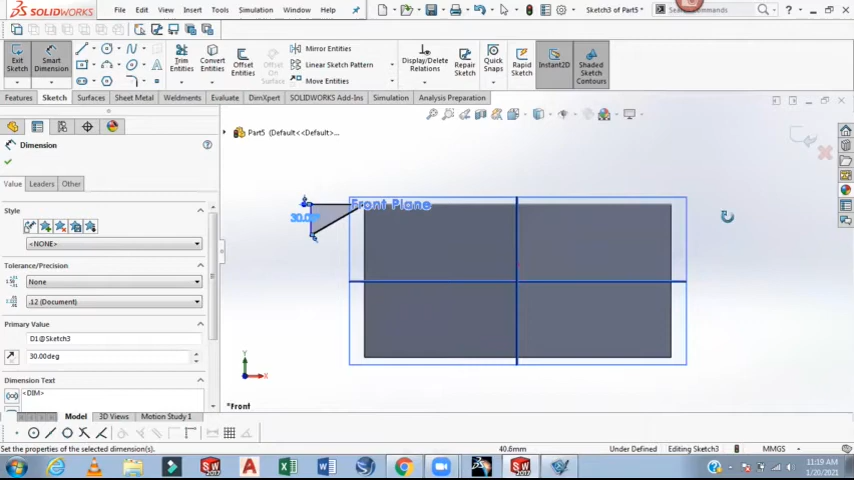 SOLIDWORKS File Edit View Insert Tools Window Sketch3 of Part5 * Search Commands ?
Exit Sketch Smart Dimension Trim Entities Convert Entities Offset Entities Offset On Surface Mirror Entities Linear Sketch Pattern Move Entities Display/Delete Relations Repair Sketch Quick Snaps Rapid Sketch Instant2D Shaded Sketch Contours
Features Sketch Surfaces Sheet Metal Weldments Evaluate DimXpert SOLIDWORKS Add-Ins Simulation Analysis Preparation
Part5 (Default<<Default>...
Dimension
Value Leaders Other
Style
<NONE>
Tolerance/Precision
None
.12 (Document)
Primary Value
D1@Sketch3
30.00deg
Dimension Text
<DIM>
Front Plane
30.00°
Y
X
*Front
Model 3D Views Motion Study 1
Set the properties of the selected dimension(s). 40.6mm Under Defined Editing Sketch3 MMGS
11:19 AM
1/20/2021